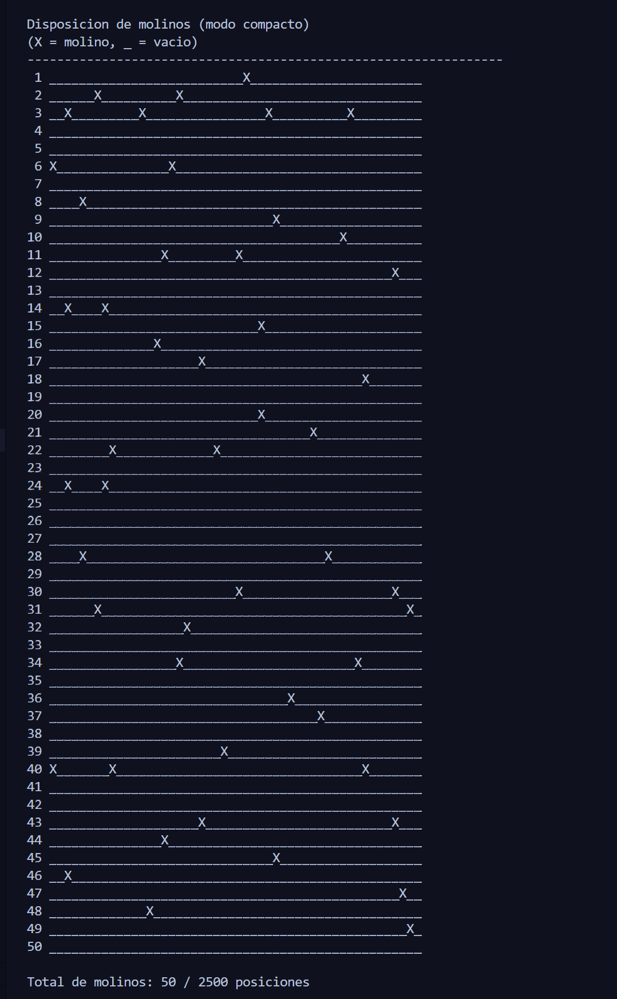 Disposicion de molinos (modo compacto)
(X = molino, _ = vacio)
----------------------------------------------------------------
1 __________________________X_______________________
2 ______X__________X________________________________
3 __X_________X________________X__________X_________
4 __________________________________________________
5 __________________________________________________
6 X_______________X_________________________________
7 __________________________________________________
8 ____X_____________________________________________
9 ______________________________X___________________
10 _______________________________________X__________
11 _______________X_________X________________________
12 ______________________________________________X___
13 __________________________________________________
14 __X____X__________________________________________
15 ____________________________X_____________________
16 ______________X___________________________________
17 ____________________X_____________________________
18 __________________________________________X_______
19 __________________________________________________
20 ____________________________X_____________________
21 ___________________________________X______________
22 ________X_____________X___________________________
23 __________________________________________________
24 __X____X__________________________________________
25 __________________________________________________
26 __________________________________________________
27 __________________________________________________
28 ____X________________________________X____________
29 __________________________________________________
30 _________________________X____________________X___
31 ______X_________________________________________X_
32 __________________X_______________________________
33 __________________________________________________
34 _________________X_______________________X________
35 __________________________________________________
36 ________________________________X_________________
37 ____________________________________X_____________
38 __________________________________________________
39 _______________________X__________________________
40 X_______X_________________________________X_______
41 __________________________________________________
42 __________________________________________________
43 ____________________X_________________________X___
44 _______________X__________________________________
45 ______________________________X___________________
46 __X_______________________________________________
47 _______________________________________________X__
48 _____________X____________________________________
49 ________________________________________________X_
50 __________________________________________________
Total de molinos: 50 / 2500 posiciones